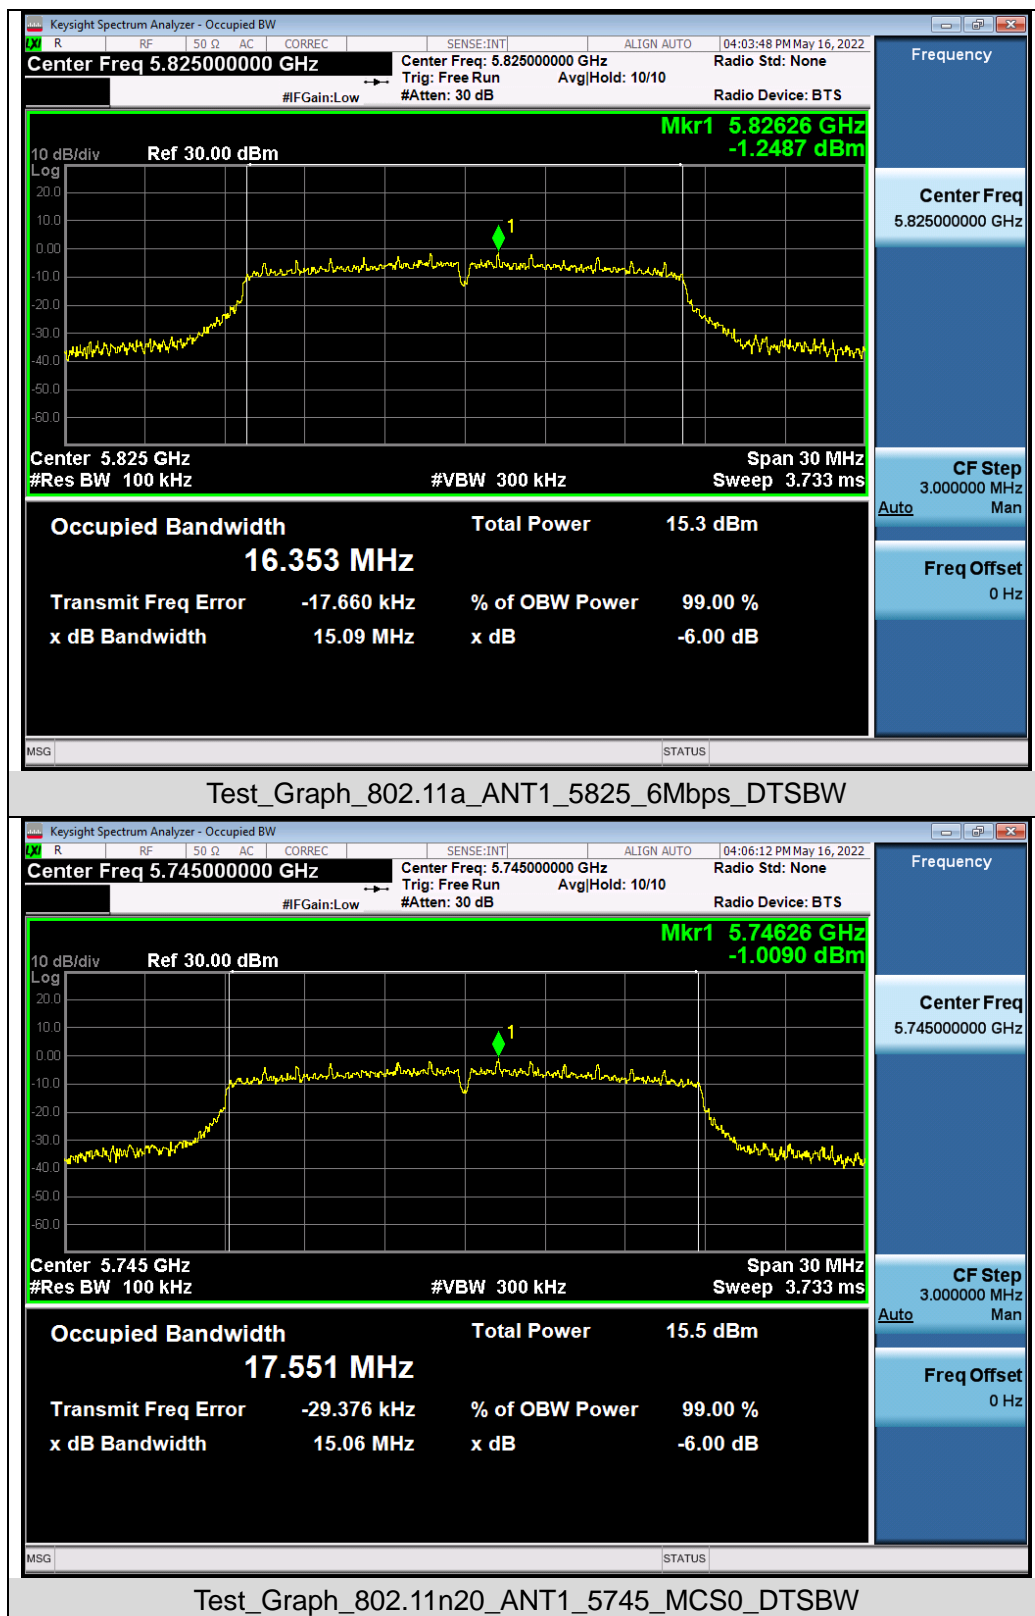 Keysight Spectrum Analyzer - Occupied BW
LXI R RF 50 Ω AC CORREC SENSE:INT ALIGN AUTO 04:03:48 PM May 16, 2022
Center Freq 5.825000000 GHz
Center Freq: 5.825000000 GHz
Radio Std: None
Trig: Free Run Avg|Hold: 10/10
#IFGain:Low
#Atten: 30 dB
Radio Device: BTS
Frequency
Mkr1 5.82626 GHz
-1.2487 dBm
10 dB/div Ref 30.00 dBm
Log
20.0
10.0
0.00
-10.0
-20.0
-30.0
-40.0
-50.0
-60.0
1
Center Freq
5.825000000 GHz
Center 5.825 GHz
Span 30 MHz
#Res BW 100 kHz
#VBW 300 kHz
Sweep 3.733 ms
CF Step
3.000000 MHz
Auto Man
Occupied Bandwidth
16.353 MHz
Total Power 15.3 dBm
Transmit Freq Error -17.660 kHz
% of OBW Power 99.00 %
x dB Bandwidth 15.09 MHz
x dB -6.00 dB
Freq Offset
0 Hz
MSG STATUS
Test_Graph_802.11a_ANT1_5825_6Mbps_DTSBW
Keysight Spectrum Analyzer - Occupied BW
LXI R RF 50 Ω AC CORREC SENSE:INT ALIGN AUTO 04:06:12 PM May 16, 2022
Center Freq 5.745000000 GHz
Center Freq: 5.745000000 GHz
Radio Std: None
Trig: Free Run Avg|Hold: 10/10
#IFGain:Low
#Atten: 30 dB
Radio Device: BTS
Frequency
Mkr1 5.74626 GHz
-1.0090 dBm
10 dB/div Ref 30.00 dBm
Log
20.0
10.0
0.00
-10.0
-20.0
-30.0
-40.0
-50.0
-60.0
1
Center Freq
5.745000000 GHz
Center 5.745 GHz
Span 30 MHz
#Res BW 100 kHz
#VBW 300 kHz
Sweep 3.733 ms
CF Step
3.000000 MHz
Auto Man
Occupied Bandwidth
17.551 MHz
Total Power 15.5 dBm
Transmit Freq Error -29.376 kHz
% of OBW Power 99.00 %
x dB Bandwidth 15.06 MHz
x dB -6.00 dB
Freq Offset
0 Hz
MSG STATUS
Test_Graph_802.11n20_ANT1_5745_MCS0_DTSBW